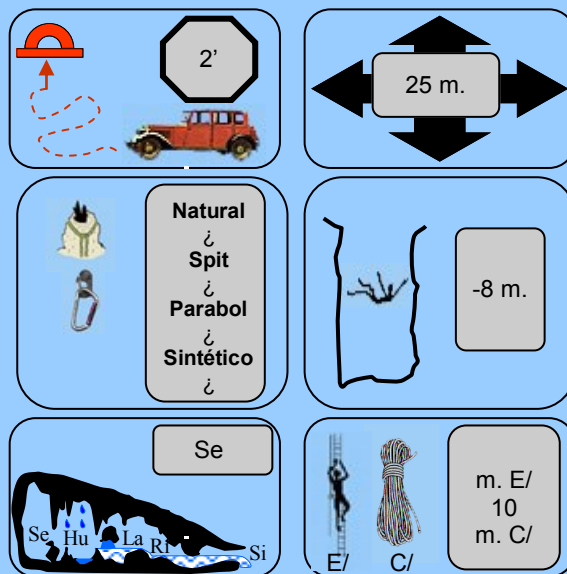 2’
25 m.
Natural
¿
Spit
¿
Parabol
¿
Sintético
¿
-8 m.
Se
Se Hu La Ri Si
m. E/
10
m. C/
E/ C/